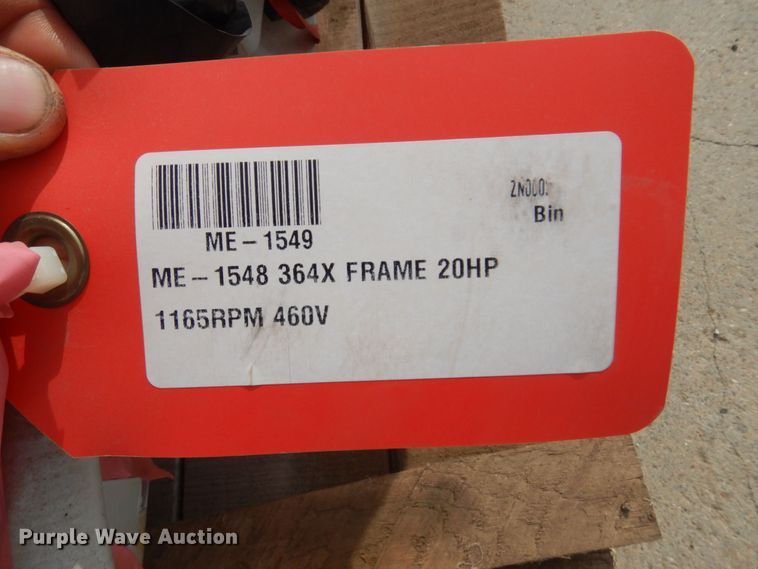 Bin
ME-1549
ME-1548 364X FRAME 20HP
1165RPM 460V
Purple Wave Auction